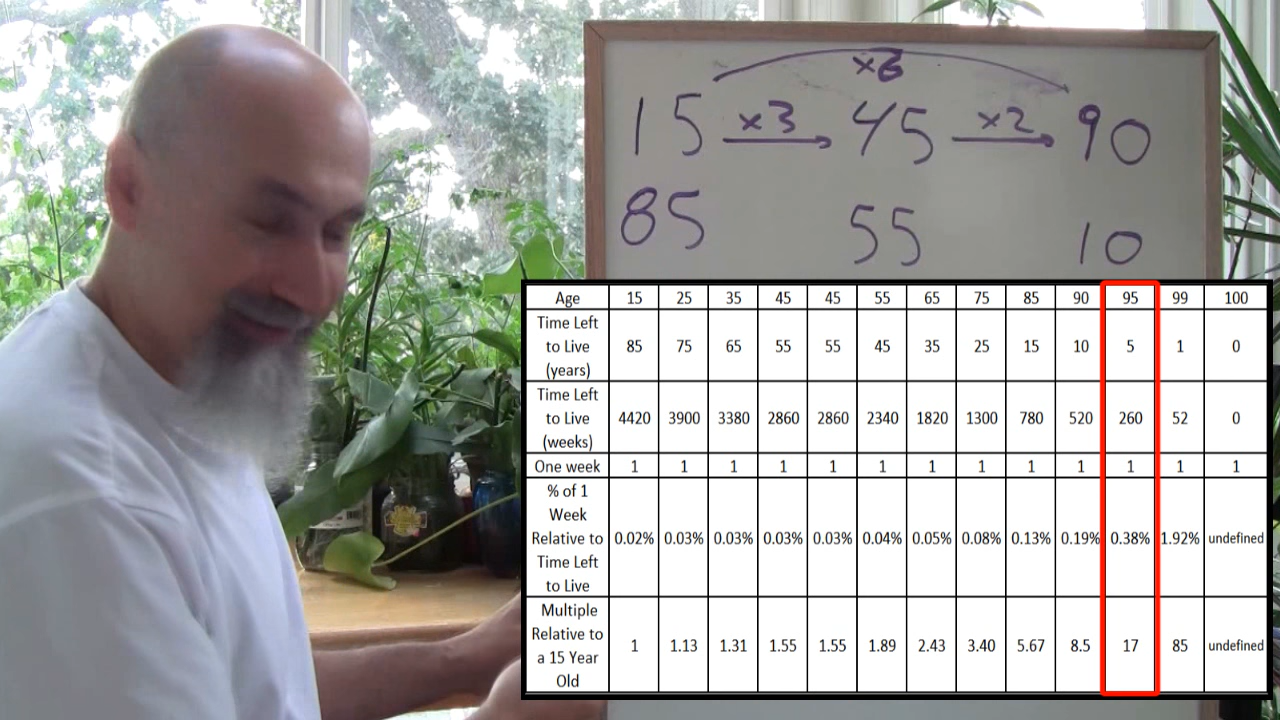 ×6
15 ×3 → 45 ×2 → 90
85 55 10
Age 15 25 35 45 45 55 65 75 85 90 95 99 100
Time Left
to Live 85 75 65 55 55 45 35 25 15 10 5 1 0
(years)
Time Left
to Live 4420 3900 3380 2860 2860 2340 1820 1300 780 520 260 52 0
(weeks)
One week 1 1 1 1 1 1 1 1 1 1 1 1 1
% of 1
Week
Relative to 0.02% 0.03% 0.03% 0.03% 0.03% 0.04% 0.05% 0.08% 0.13% 0.19% 0.38% 1.92% undefined
Time Left
to Live
Multiple
Relative to
a 15 Year 1 1.13 1.31 1.55 1.55 1.89 2.43 3.40 5.67 8.5 17 85 undefined
Old